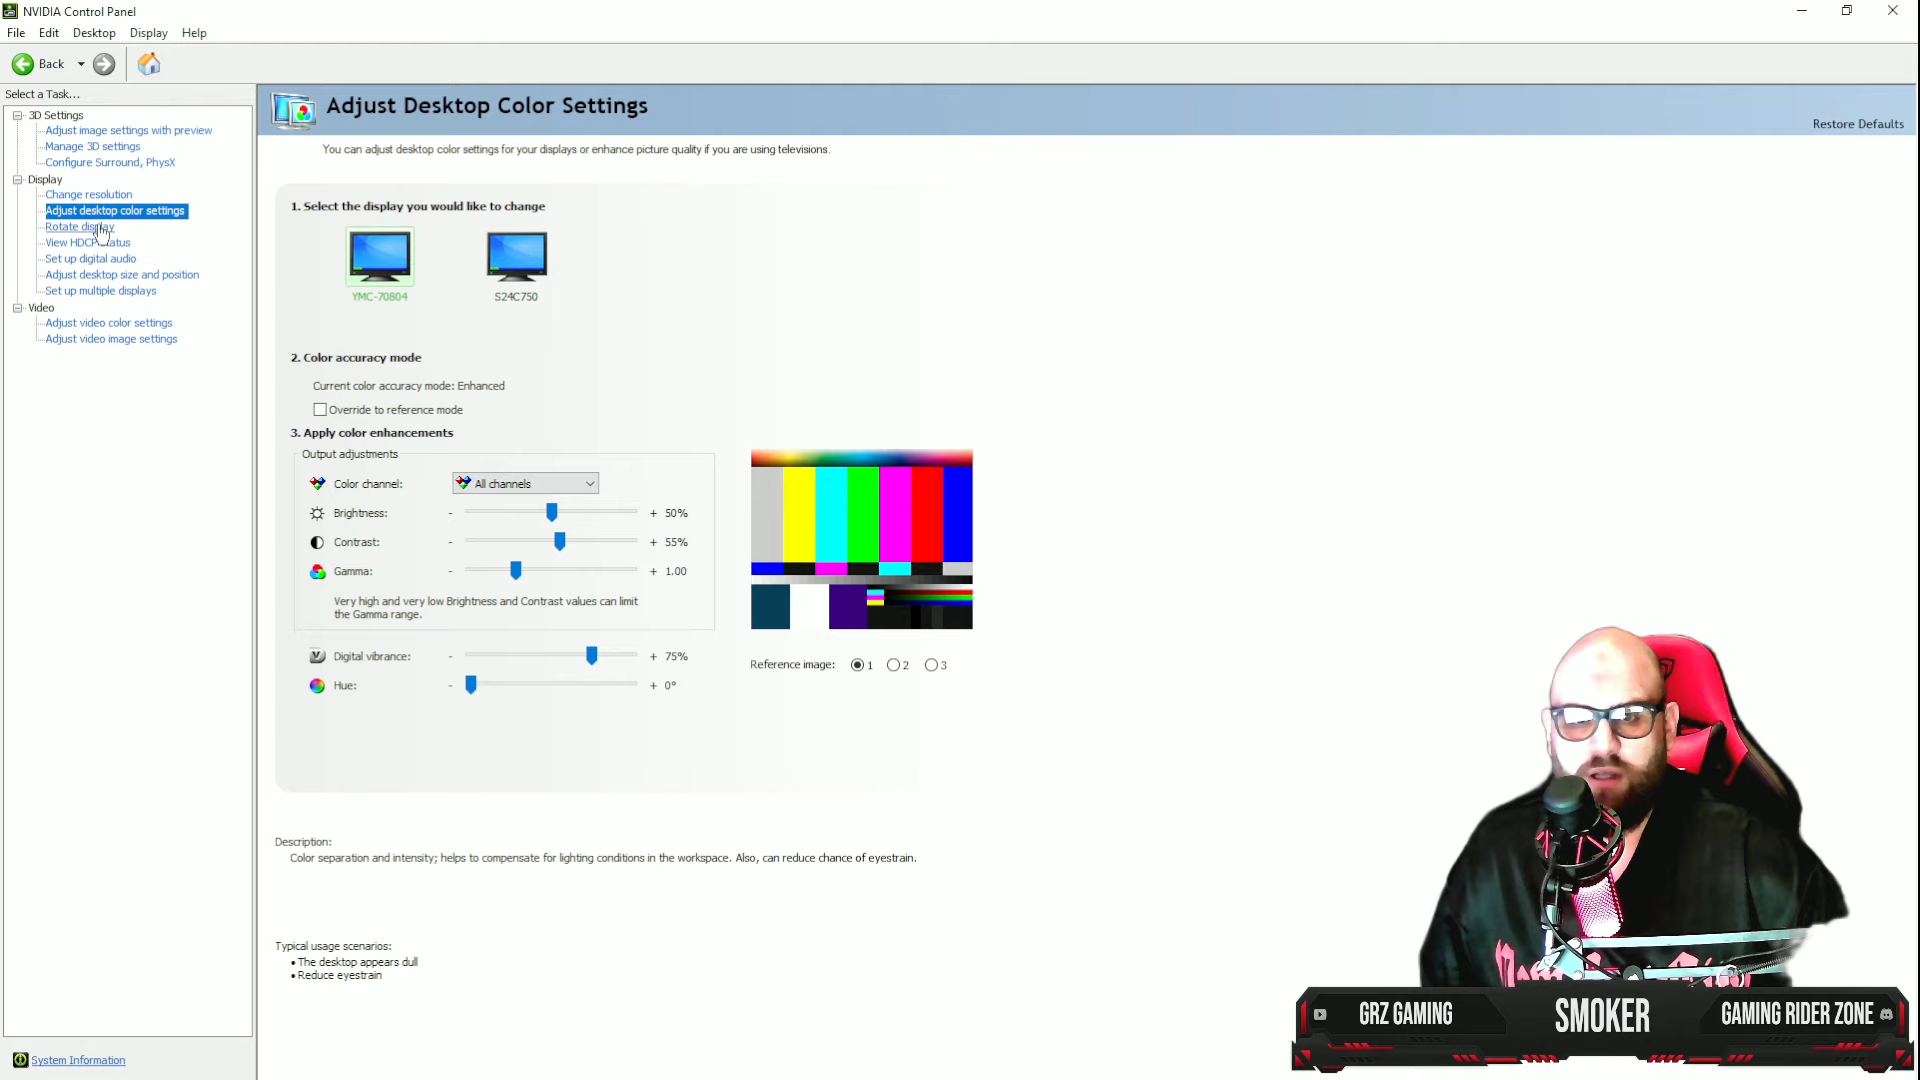 NVIDIA Control Panel
File Edit Desktop Display Help
Back
Select a Task...
3D Settings
Adjust image settings with preview
Manage 3D settings
Configure Surround, PhysX
Display
Change resolution
Adjust desktop color settings
Rotate display
View HDCP status
Set up digital audio
Adjust desktop size and position
Set up multiple displays
Video
Adjust video color settings
Adjust video image settings
System Information
Adjust Desktop Color Settings
Restore Defaults
You can adjust desktop color settings for your displays or enhance picture quality if you are using televisions.
1. Select the display you would like to change
YMC-70804 S24C750
2. Color accuracy mode
Current color accuracy mode: Enhanced
Override to reference mode
3. Apply color enhancements
Output adjustments
Color channel: All channels
Brightness: - + 50%
Contrast: - + 55%
Gamma: - + 1.00
Very high and very low Brightness and Contrast values can limit
the Gamma range.
Digital vibrance: - + 75%
Hue: - + 0°
Reference image: 1 2 3
Description:
Color separation and intensity; helps to compensate for lighting conditions in the workspace. Also, can reduce chance of eyestrain.
Typical usage scenarios:
• The desktop appears dull
• Reduce eyestrain
GRZ GAMING SMOKER GAMING RIDER ZONE